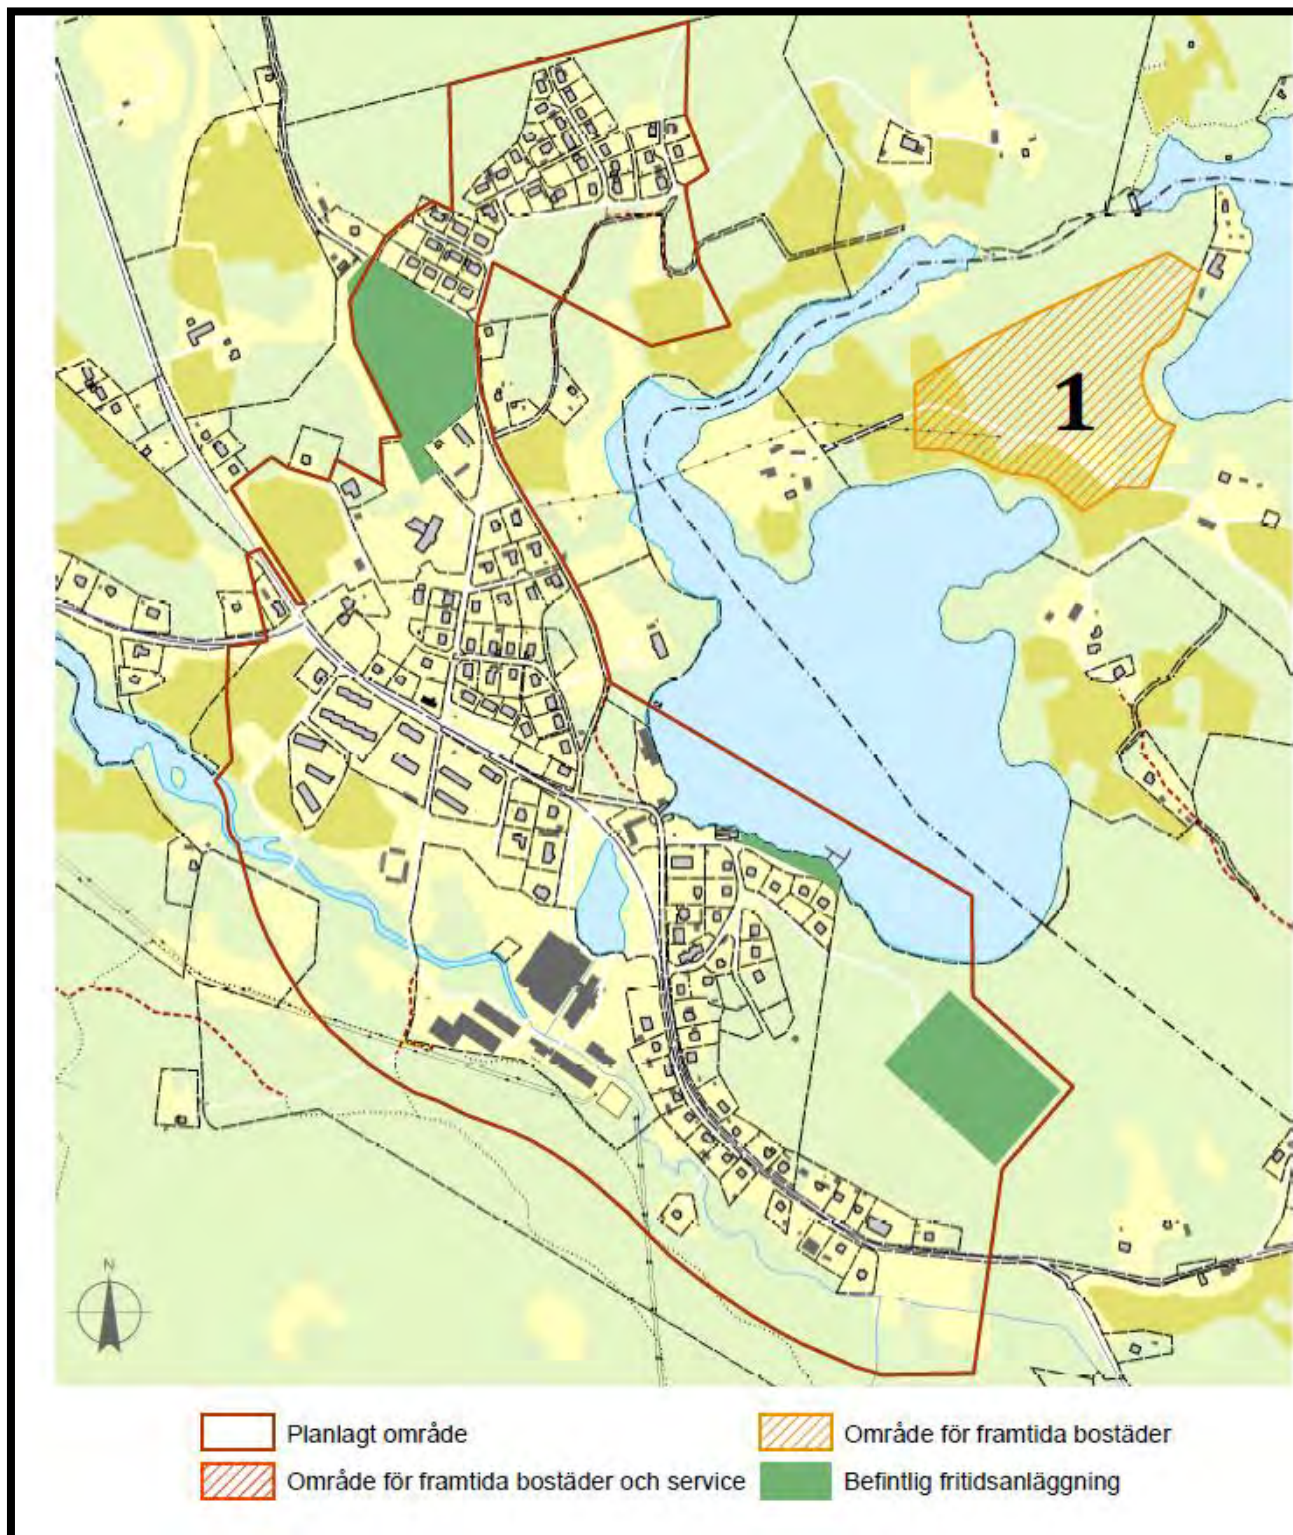 1
N
Planlagt område
Område för framtida bostäder
Område för framtida bostäder och service
Befintlig fritidsanläggning